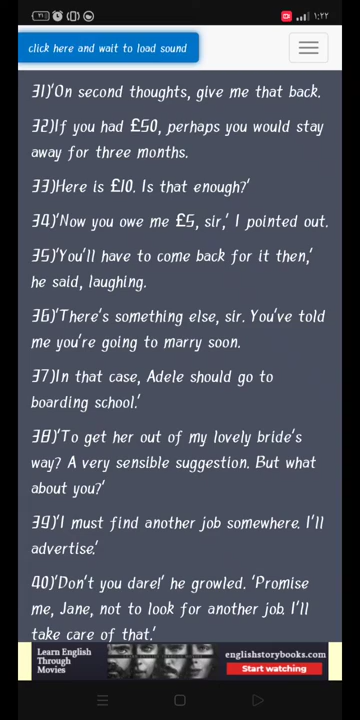 ۲۱
۱:۲۲
click here and wait to load sound
31)'On second thoughts, give me that back.
32)If you had £50, perhaps you would stay
away for three months.
33)Here is £10. Is that enough?'
34)'Now you owe me £5, sir,' I pointed out.
35)'You'll have to come back for it then,'
he said, laughing.
36)'There's something else, sir. You've told
me you're going to marry soon.
37)In that case, Adele should go to
boarding school.'
38)'To get her out of my lovely bride's
way? A very sensible suggestion. But what
about you?'
39)'I must find another job somewhere. I'll
advertise.'
40)'Don't you dare!' he growled. 'Promise
me, Jane, not to look for another job. I'll
take care of that.'
Learn English
Through
Movies
englishstorybooks.com
Start watching